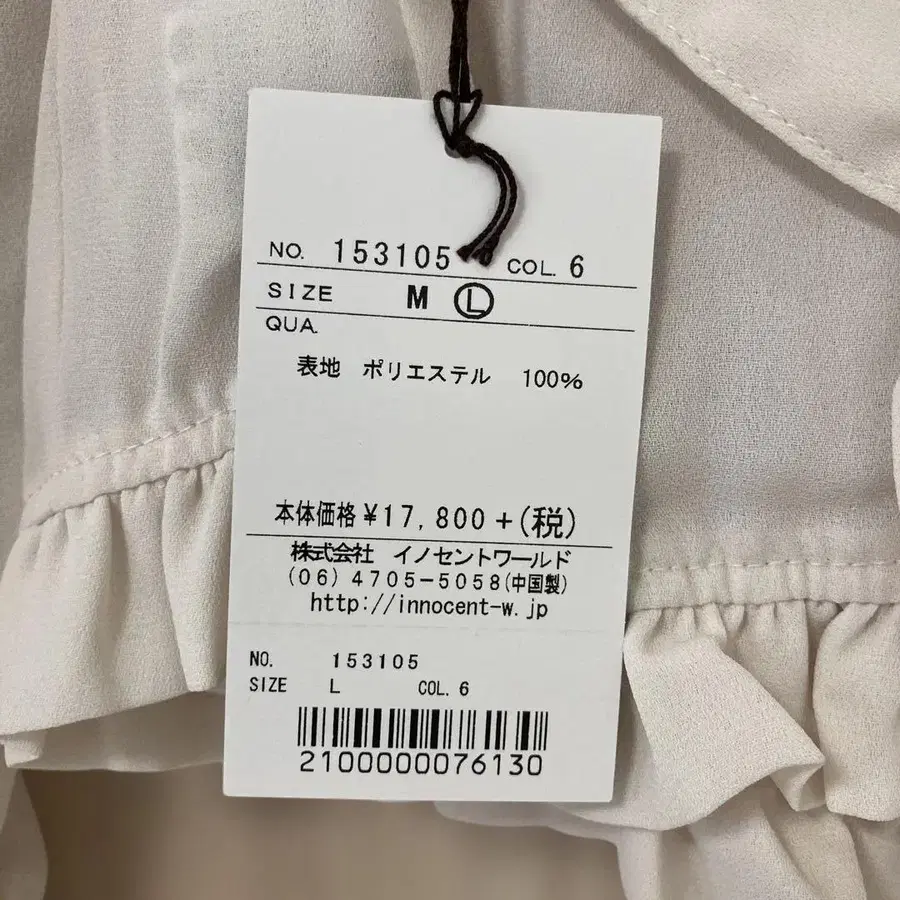 NO. 153105 COL. 6
SIZE M L
QUA.
表地 ポリエステル 100%
本体価格 ¥17,800+(税)
株式会社 イノセントワールド
(06)4705-5058(中国製)
http://innocent-w.jp
NO. 153105
SIZE L COL. 6
2100000076130